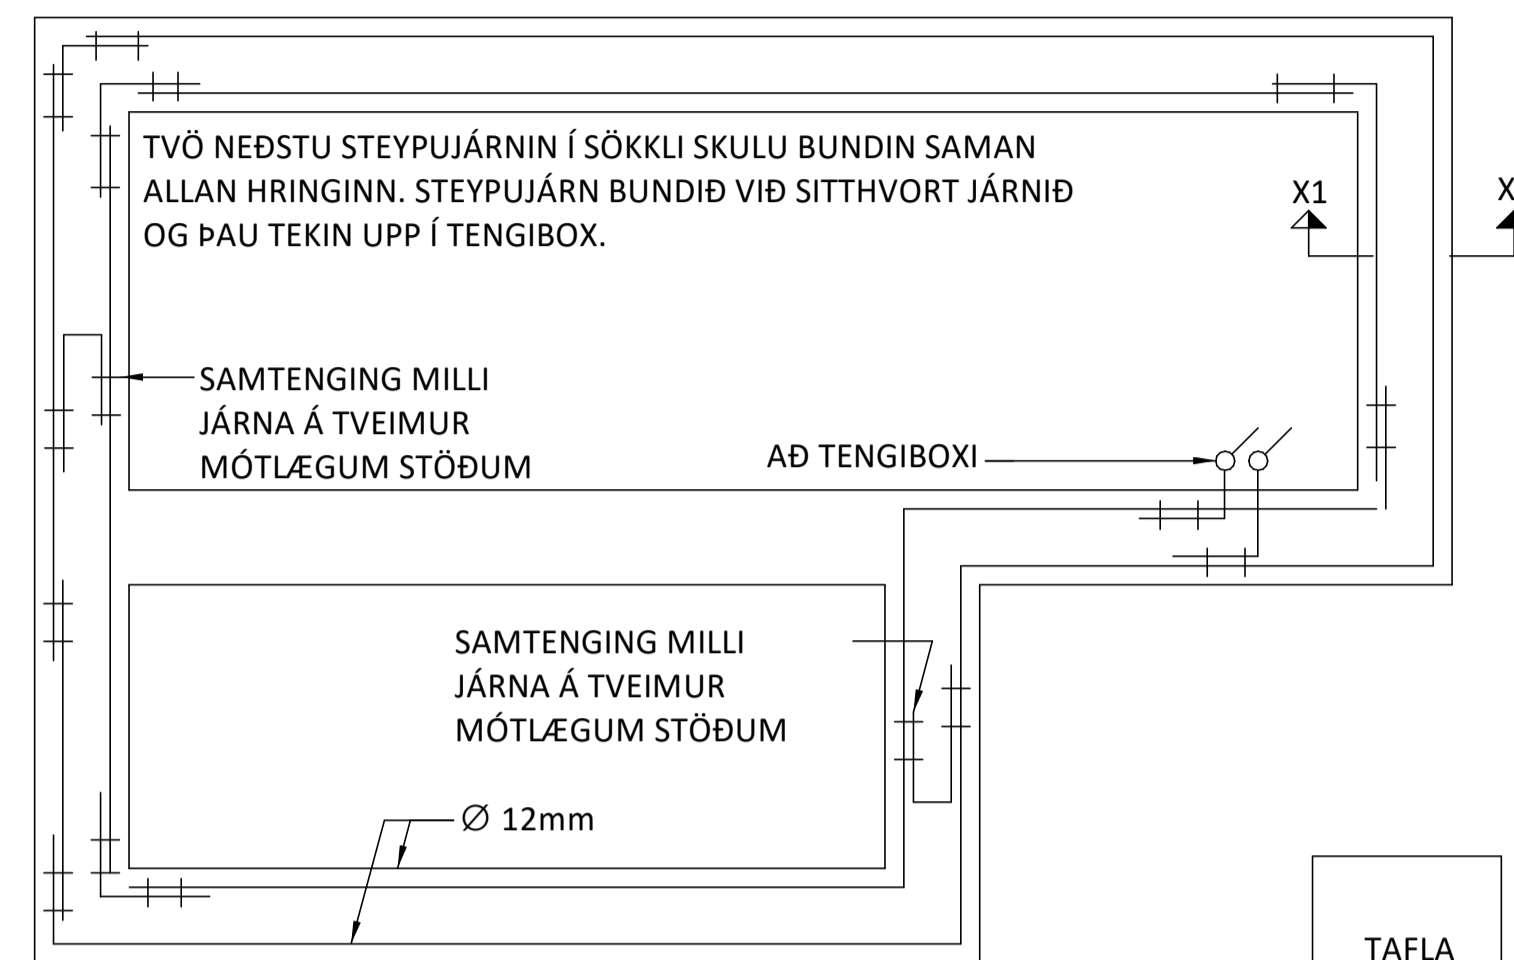 TVÖ NEÐSTU STEYPUJÁRNIN Í SÖKKLI SKULU BUNDIN SAMAN
ALLAN HRINGINN. STEYPUJÁRN BUNDIÐ VIÐ SITTHVORT JÁRNIÐ
OG ÞAU TEKIN UPP Í TENGIBOX.
X1
X
SAMTENGING MILLI
JÁRNA Á TVEIMUR
MÓTLÆGUM STÖÐUM
AÐ TENGIBOXI
SAMTENGING MILLI
JÁRNA Á TVEIMUR
MÓTLÆGUM STÖÐUM
Ø 12mm
TAFLA